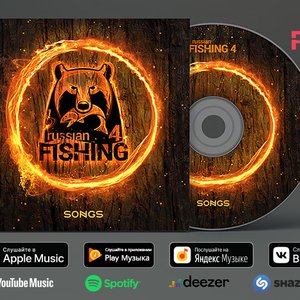 russian 4
FISHING
SONGS
RUSSIAN
FISHING 4
SONGS
Слушайте в
Apple Music
Слушайте в приложении
Play Музыка
Послушайте на
Яндекс Музыке
YouTube Music
Spotify
deezer